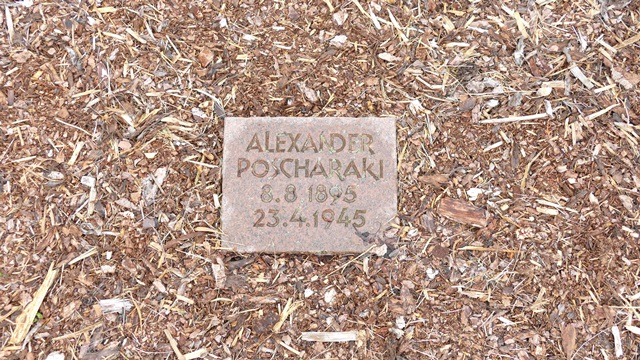 ALEXANDER
POSCHARAKI
8.8 1895
23.4.1945